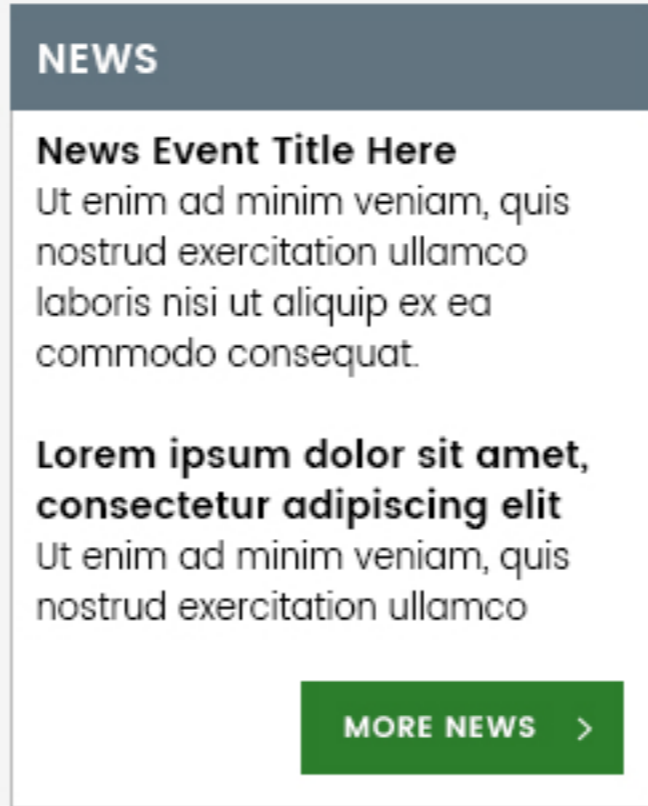 NEWS
News Event Title Here
Ut enim ad minim veniam, quis
nostrud exercitation ullamco
laboris nisi ut aliquip ex ea
commodo consequat.
Lorem ipsum dolor sit amet,
consectetur adipiscing elit
Ut enim ad minim veniam, quis
nostrud exercitation ullamco
MORE NEWS >